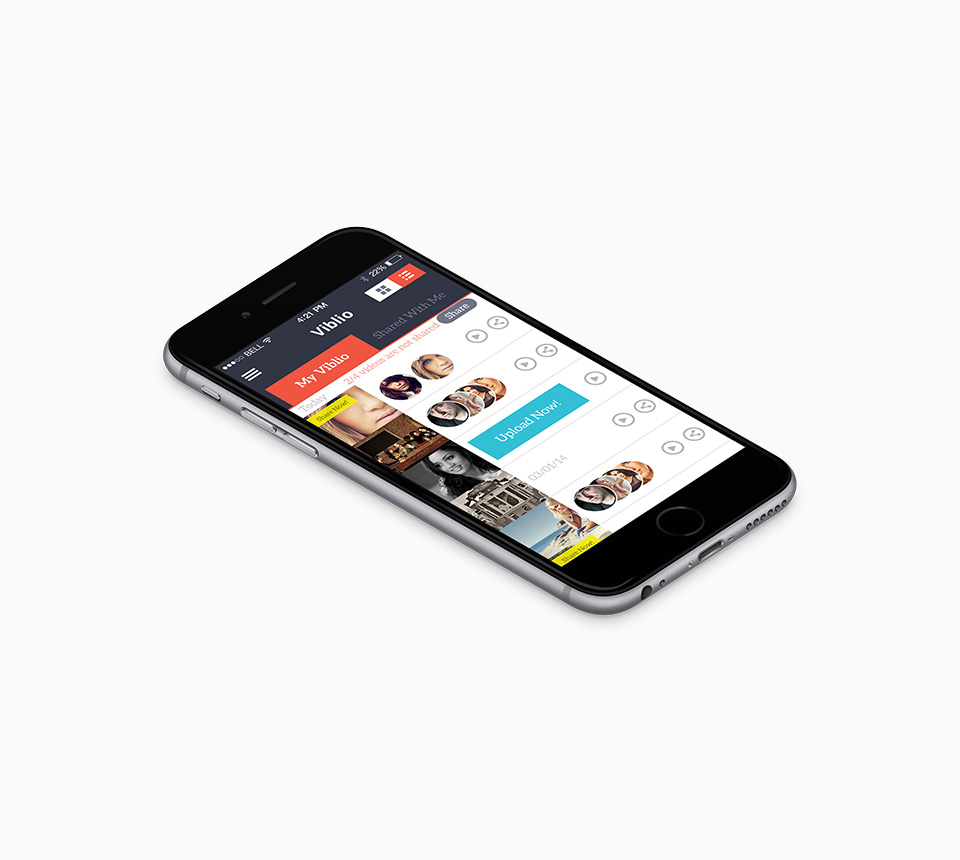 BELL 4:21 PM 22%
Viblio
My Viblio Shared With Me
2/4 videos are not shared Share
Today
Share Now!
Upload Now!
03/01/14
Share Now!